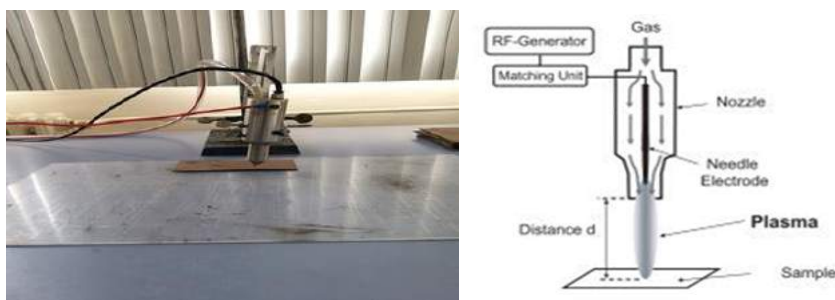 Gas
RF-Generator
Matching Unit
Nozzle
Needle
Electrode
Distance d
Plasma
Sample